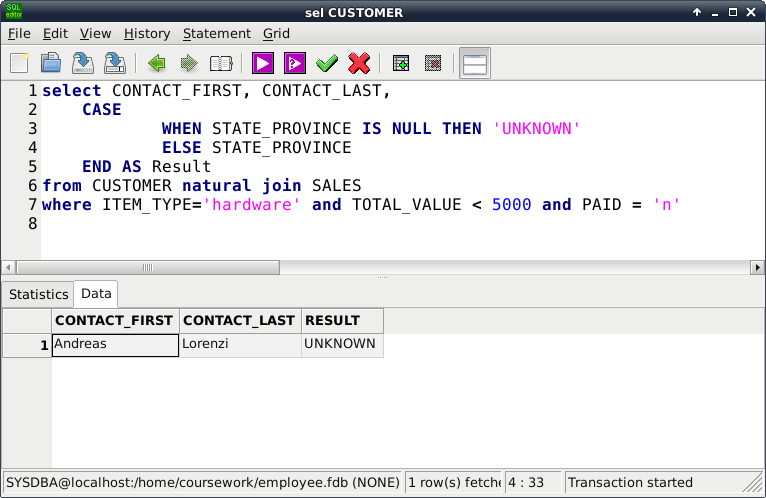 SQL
editor
sel CUSTOMER
File Edit View History Statement Grid
1 select CONTACT_FIRST, CONTACT_LAST,
2 CASE
3 WHEN STATE_PROVINCE IS NULL THEN 'UNKNOWN'
4 ELSE STATE_PROVINCE
5 END AS Result
6 from CUSTOMER natural join SALES
7 where ITEM_TYPE='hardware' and TOTAL_VALUE < 5000 and PAID = 'n'
8
Statistics Data
CONTACT_FIRST CONTACT_LAST RESULT
1 Andreas Lorenzi UNKNOWN
SYSDBA@localhost:/home/coursework/employee.fdb (NONE) 1 row(s) fetche 4 : 33 Transaction started